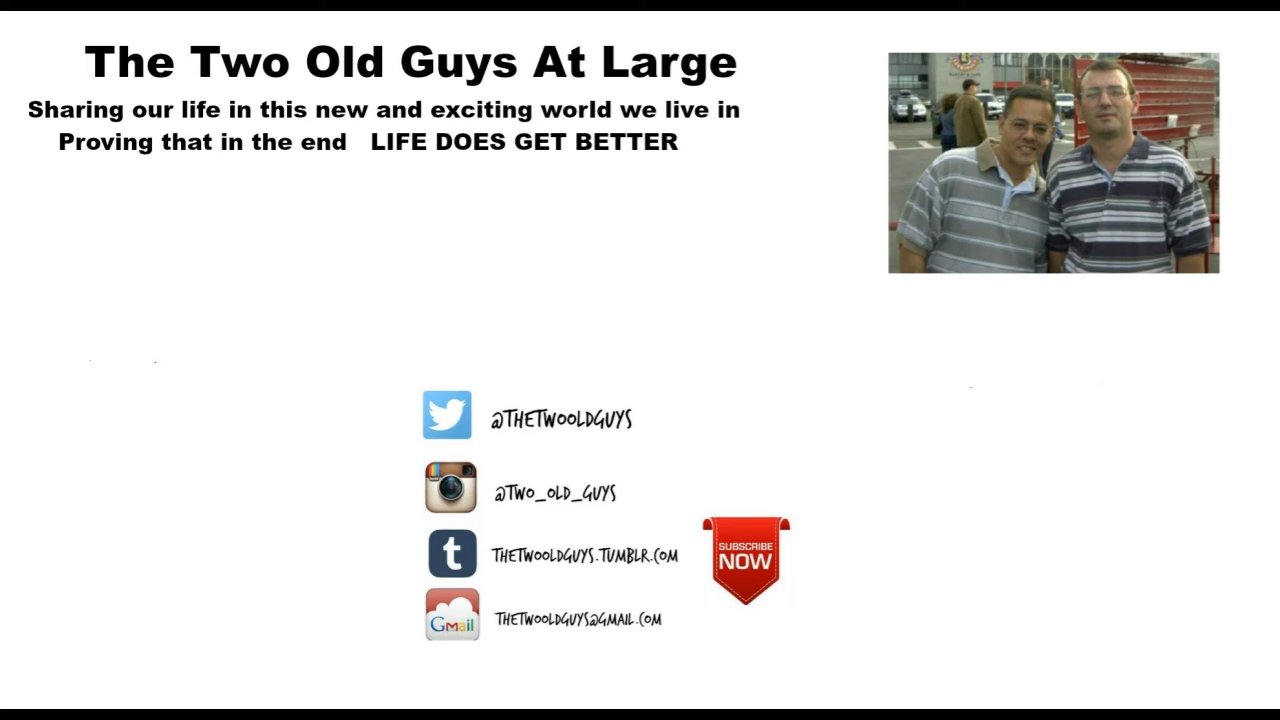 The Two Old Guys At Large
Sharing our life in this new and exciting world we live in
Proving that in the end LIFE DOES GET BETTER
@THETWOOLDGUYS
@TWO_OLD_GUYS
THETWOOLDGUYS.TUMBLR.COM
SUBSCRIBE
NOW
Gmail
THETWOOLDGUYS@GMAIL.COM